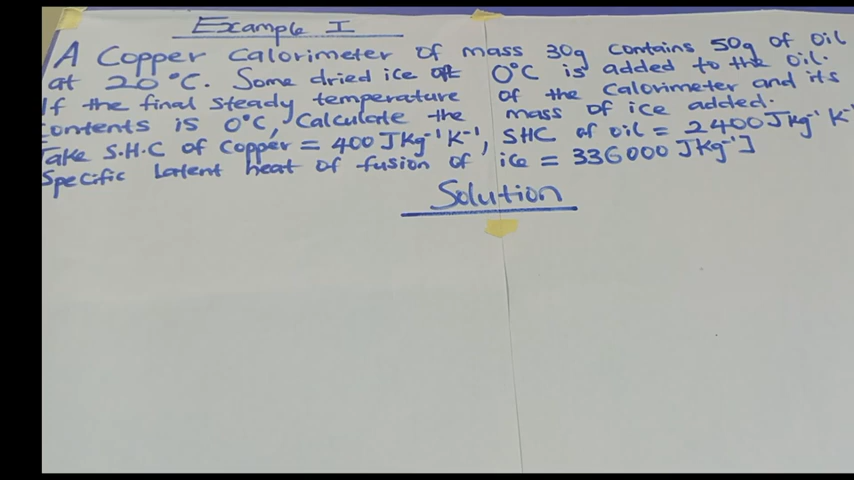 Example I
A Copper Calorimeter of mass 30g contains 50g of oil
at 20°C. Some dried ice of 0°C is added to the oil.
If the final steady temperature of the Calorimeter and its
Contents is 0°C, Calculate the mass of ice added.
Take S.H.C of Copper = 400 JKg⁻¹K⁻¹, SHC of oil = 2400JKg⁻¹K⁻¹
Specific Latent heat of fusion of ice = 336000 JKg⁻¹]
Solution